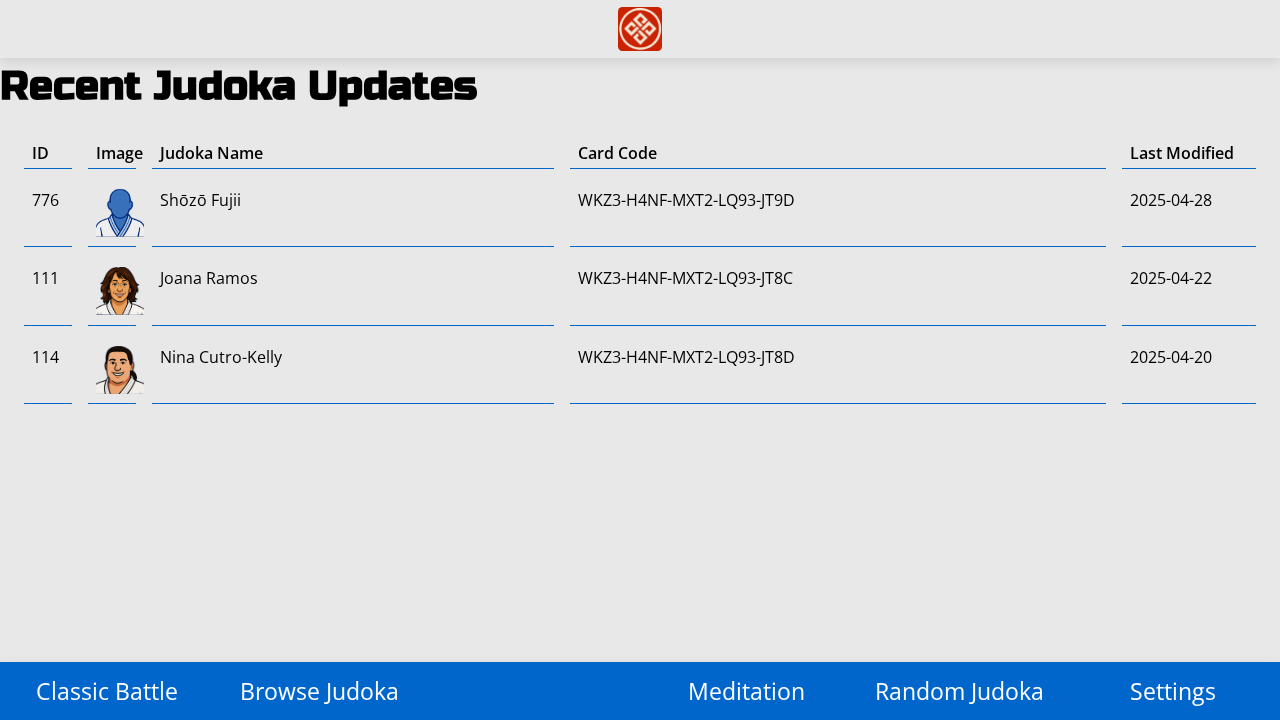 Recent Judoka Updates
ID Image Judoka Name Card Code Last Modified
776 Shōzō Fujii WKZ3-H4NF-MXT2-LQ93-JT9D 2025-04-28
111 Joana Ramos WKZ3-H4NF-MXT2-LQ93-JT8C 2025-04-22
114 Nina Cutro-Kelly WKZ3-H4NF-MXT2-LQ93-JT8D 2025-04-20
Classic Battle Browse Judoka Meditation Random Judoka Settings